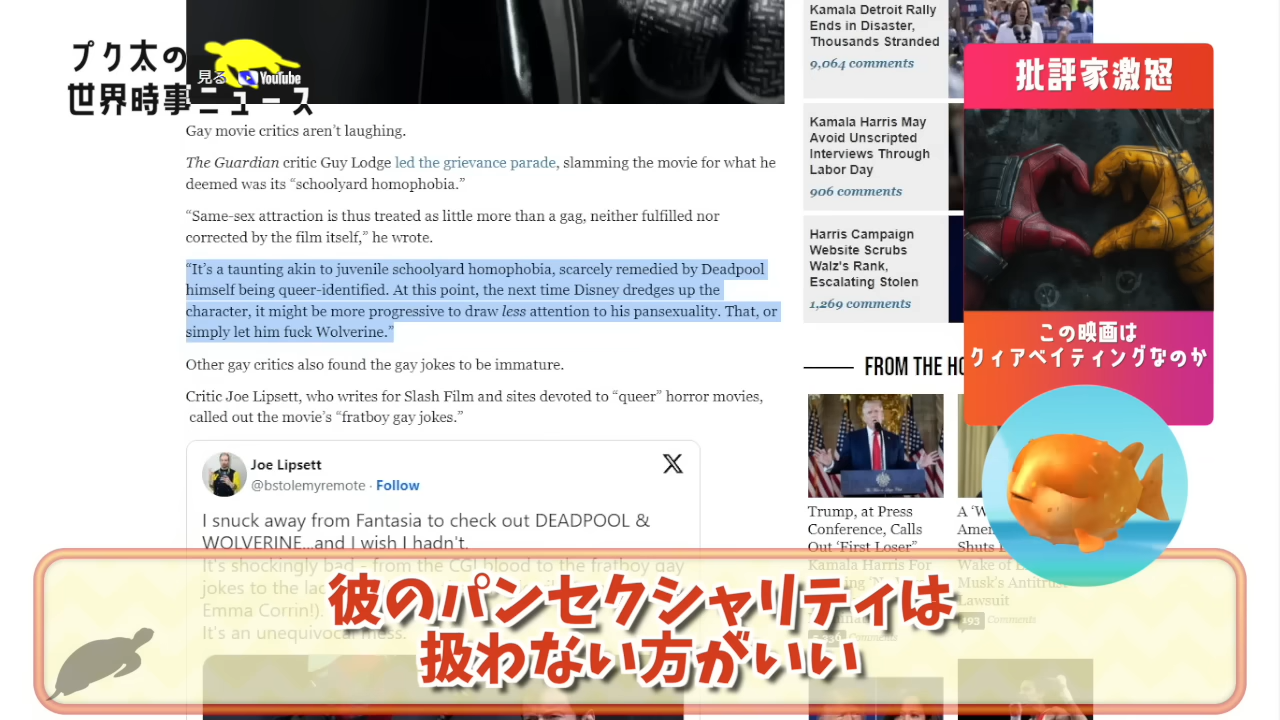 プク太の
世界時事ニュース
見る YouTube
Gay movie critics aren't laughing.
The Guardian critic Guy Lodge led the grievance parade, slamming the movie for what he
deemed was its “schoolyard homophobia.”
“Same-sex attraction is thus treated as little more than a gag, neither fulfilled nor
corrected by the film itself,” he wrote.
“It's a taunting akin to juvenile schoolyard homophobia, scarcely remedied by Deadpool
himself being queer-identified. At this point, the next time Disney dredges up the
character, it might be more progressive to draw less attention to his pansexuality. That, or
simply let him fuck Wolverine.”
Other gay critics also found the gay jokes to be immature.
Critic Joe Lipsett, who writes for Slash Film and sites devoted to “queer” horror movies,
called out the movie's “fratboy gay jokes.”
Joe Lipsett
@bstolemyremote · Follow
I snuck away from Fantasia to check out DEADPOOL &
WOLVERINE...and I wish I hadn't.
It's shockingly bad - from the CGI blood to the fratboy gay
jokes to the lac
Emma Corrin!).
It's an unequivocal mess.
Kamala Detroit Rally
Ends in Disaster,
Thousands Stranded
9,064 comments
Kamala Harris May
Avoid Unscripted
Interviews Through
Labor Day
906 comments
Harris Campaign
Website Scrubs
Walz's Rank,
Escalating Stolen
1,269 comments
FROM THE HO
Trump, at Press
Conference, Calls
Out ‘First Loser”
Kamala Harris For
Comments
A ‘W
Amer
Shuts
Wake of
Musk's Antitru
Lawsuit
193 Comments
批評家激怒
この映画は
クィアベイティングなのか
彼のパンセクシャリティは
扱わない方がいい